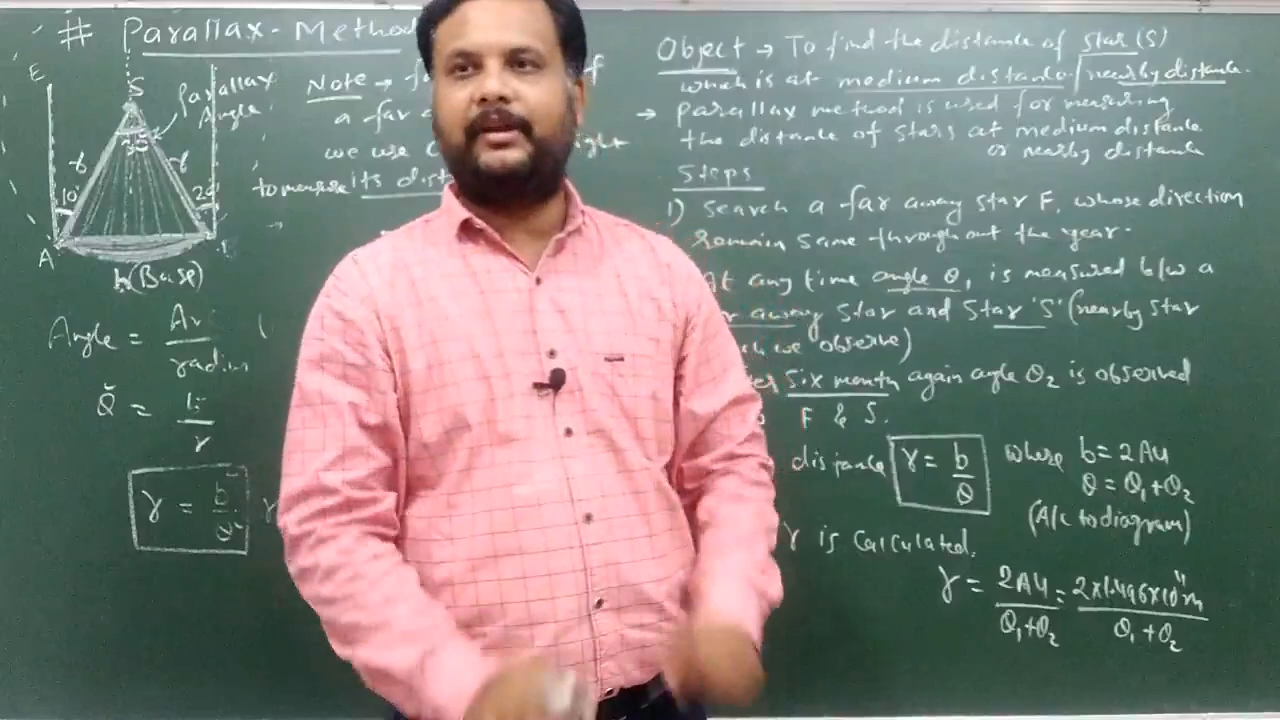 # Parallax-Method
E
S
Parallax
Angle
r
r
10°
A
b(Base)
Note → f
a far
we use
to measure its dist
Angle = Ar
radius
θ =
r
r = b
θ
Object → To find the distance of star(S)
which is at medium distance/nearby distance.
→ parallax method is used for measuring
the distance of stars at medium distance
or nearby distance
Steps
1) Search a far away star F, whose direction
Remain same throughout the year.
At any time angle θ1 is measured b/w a
away star and star 'S' (nearby star
we observe)
six month again angle θ2 is observed
F & S.
distance r = b/θ where b = 2AU
θ = θ1+θ2
(A/c to diagram)
r is calculated.
r = 2AU/θ1+θ2 = 2×1.496×10¹¹m/θ1+θ2